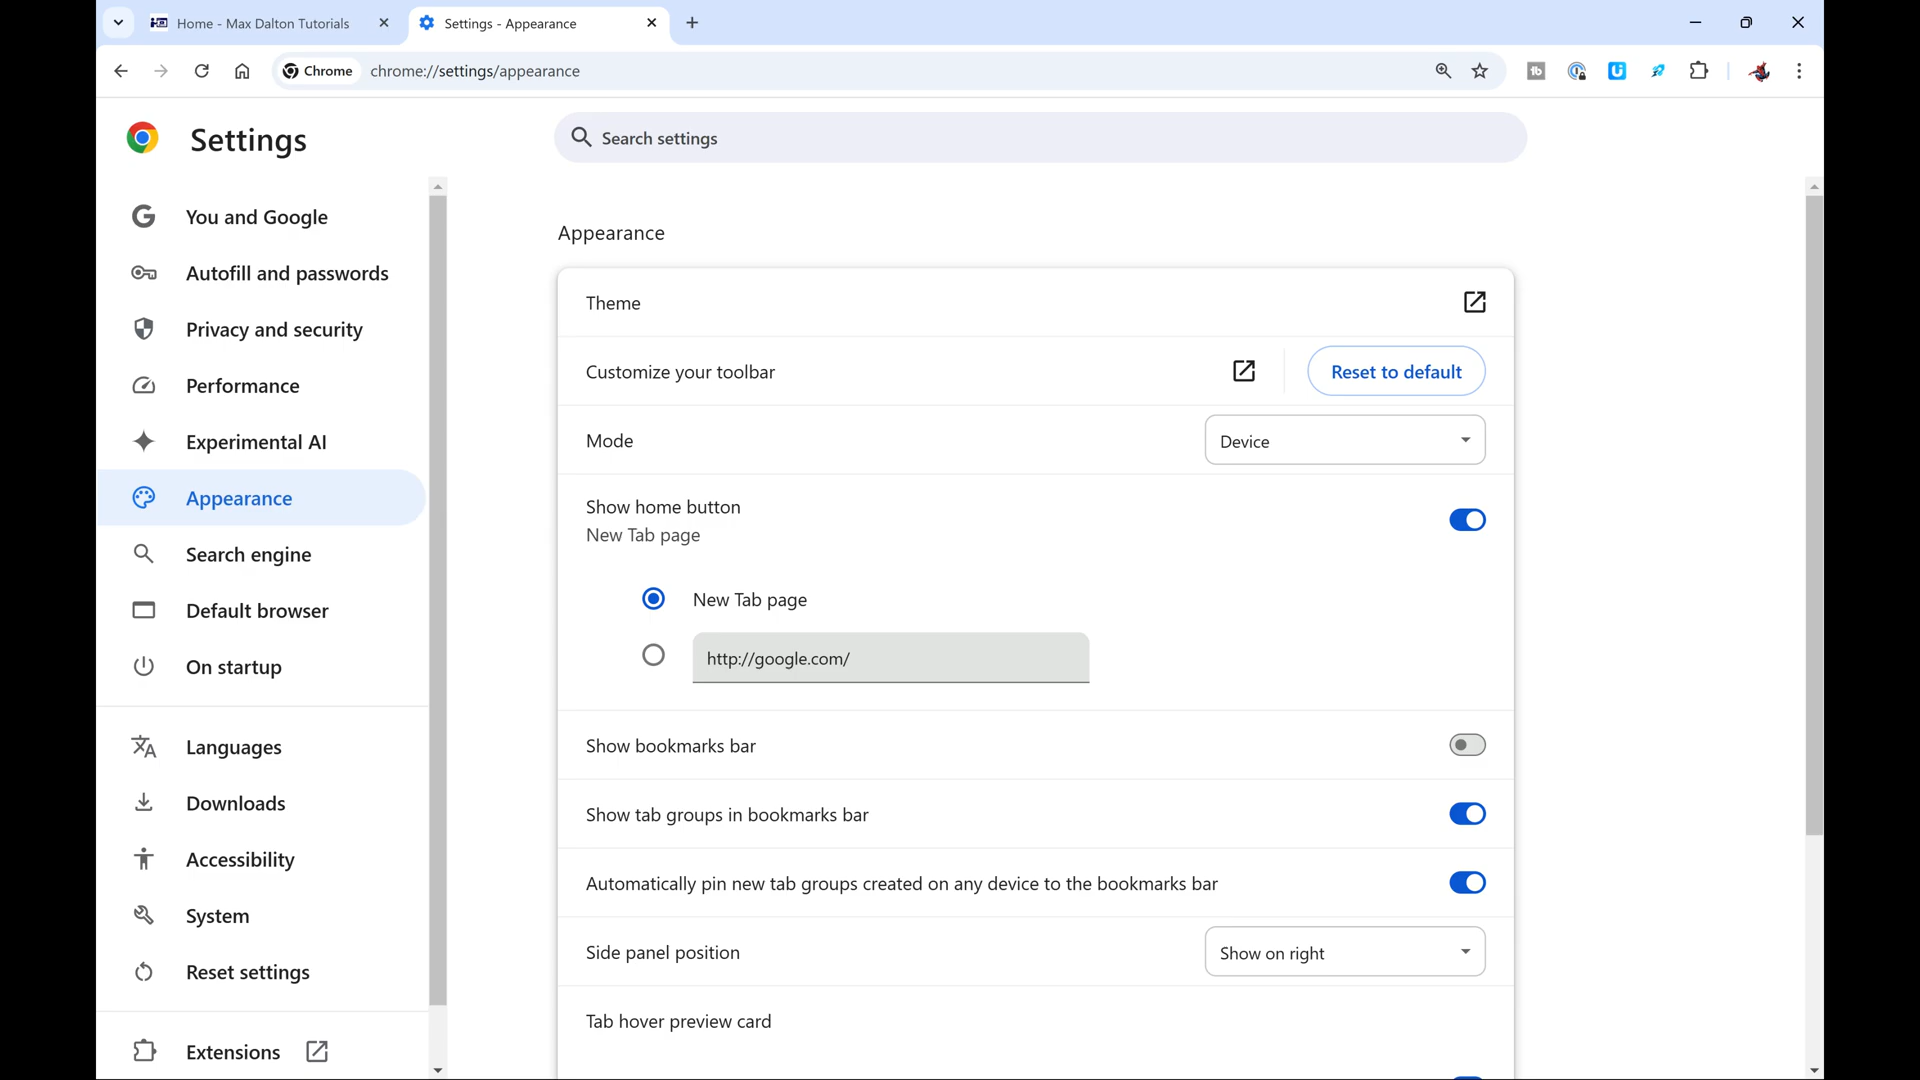 Home - Max Dalton Tutorials
Settings - Appearance
Chrome
chrome://settings/appearance
Settings
Search settings
You and Google
Autofill and passwords
Privacy and security
Performance
Experimental AI
Appearance
Search engine
Default browser
On startup
Languages
Downloads
Accessibility
System
Reset settings
Extensions
Appearance
Theme
Customize your toolbar
Reset to default
Mode
Device
Show home button
New Tab page
New Tab page
http://google.com/
Show bookmarks bar
Show tab groups in bookmarks bar
Automatically pin new tab groups created on any device to the bookmarks bar
Side panel position
Show on right
Tab hover preview card